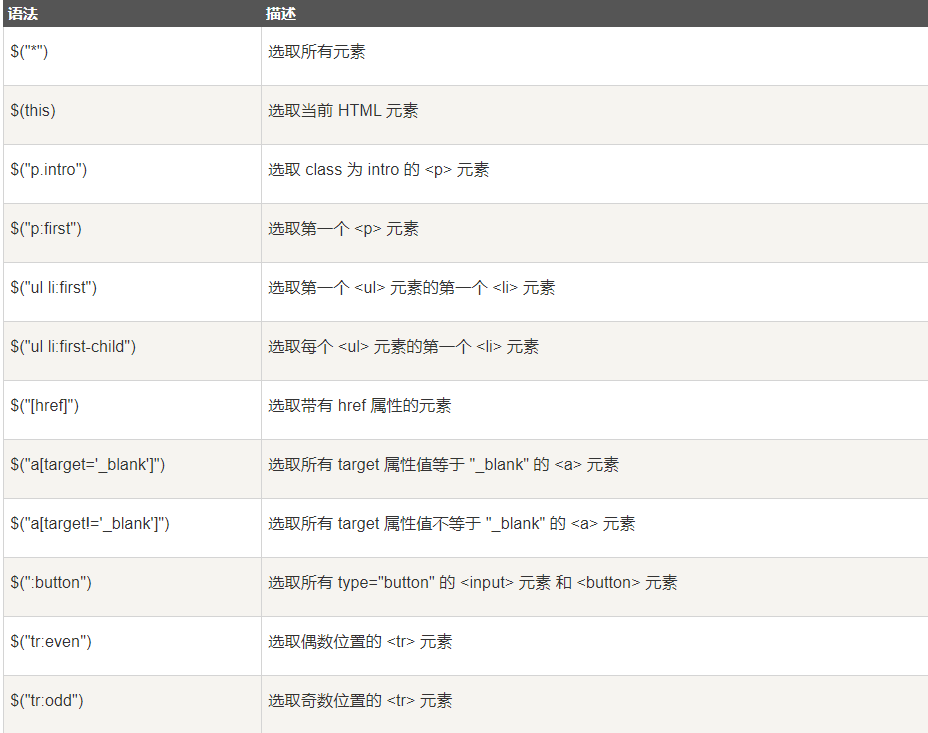 语法 描述
$("*") 选取所有元素
$(this) 选取当前 HTML 元素
$("p.intro") 选取 class 为 intro 的 <p> 元素
$("p:first") 选取第一个 <p> 元素
$("ul li:first") 选取第一个 <ul> 元素的第一个 <li> 元素
$("ul li:first-child") 选取每个 <ul> 元素的第一个 <li> 元素
$("[href]") 选取带有 href 属性的元素
$("a[target='_blank']") 选取所有 target 属性值等于 "_blank" 的 <a> 元素
$("a[target!='_blank']") 选取所有 target 属性值不等于 "_blank" 的 <a> 元素
$(":button") 选取所有 type="button" 的 <input> 元素 和 <button> 元素
$("tr:even") 选取偶数位置的 <tr> 元素
$("tr:odd") 选取奇数位置的 <tr> 元素